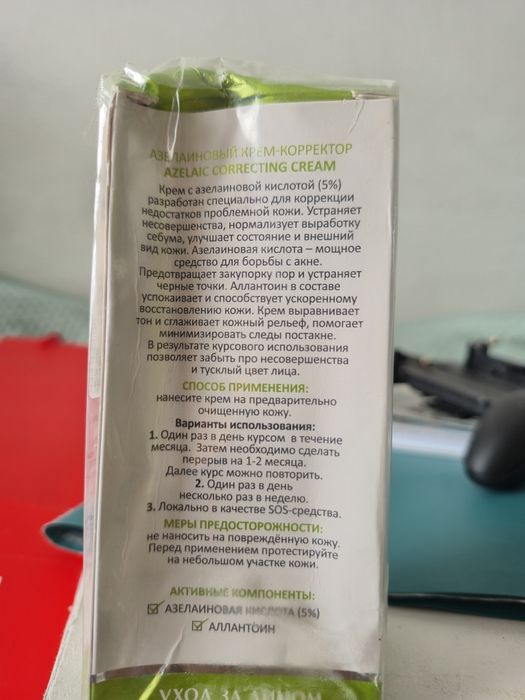 АЗЕЛАИНОВЫЙ КРЕМ-КОРРЕКТОР
AZELAIC CORRECTING CREAM
Крем с азелаиновой кислотой (5%)
разработан специально для коррекции
недостатков проблемной кожи. Устраняет
несовершенства, нормализует выработку
себума, улучшает состояние и внешний
вид кожи. Азелаиновая кислота – мощное
средство для борьбы с акне.
Предотвращает закупорку пор и устраняет
черные точки. Аллантоин в составе
успокаивает и способствует ускоренному
восстановлению кожи. Крем выравнивает
тон и сглаживает кожный рельеф, помогает
минимизировать следы постакне.
В результате курсового использования
позволяет забыть про несовершенства
и тусклый цвет лица.
СПОСОБ ПРИМЕНЕНИЯ:
нанесите крем на предварительно
очищенную кожу.
Варианты использования:
1. Один раз в день курсом в течение
месяца. Затем необходимо сделать
перерыв на 1-2 месяца.
Далее курс можно повторить.
2. Один раз в день
несколько раз в неделю.
3. Локально в качестве SOS-средства.
МЕРЫ ПРЕДОСТОРОЖНОСТИ:
не наносить на повреждённую кожу.
Перед применением протестируйте
на небольшом участке кожи.
АКТИВНЫЕ КОМПОНЕНТЫ:
АЗЕЛАИНОВАЯ КИСЛОТА (5%)
АЛЛАНТОИН
УХОД ЗА ЛИЦОМ